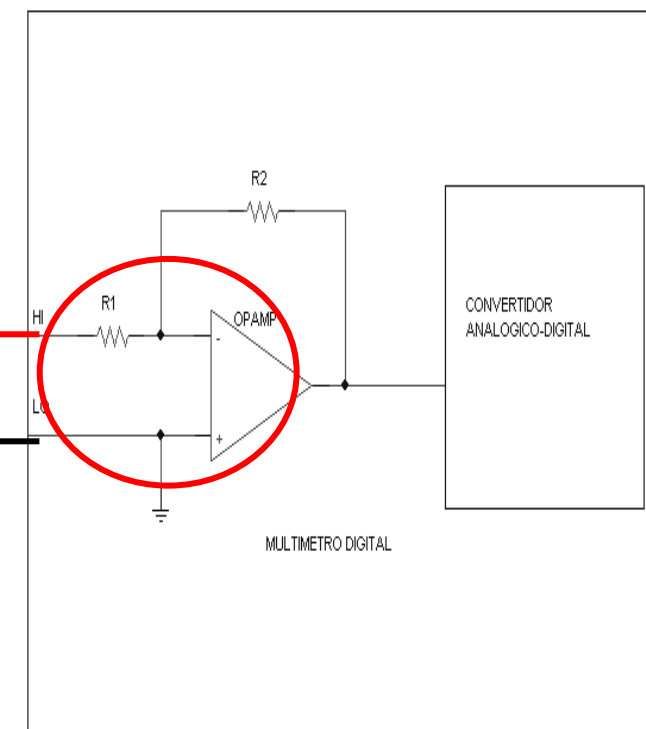 R2
R1
HI
OPAMP
-
CONVERTIDOR
ANALOGICO-DIGITAL
LO
+
MULTIMETRO DIGITAL